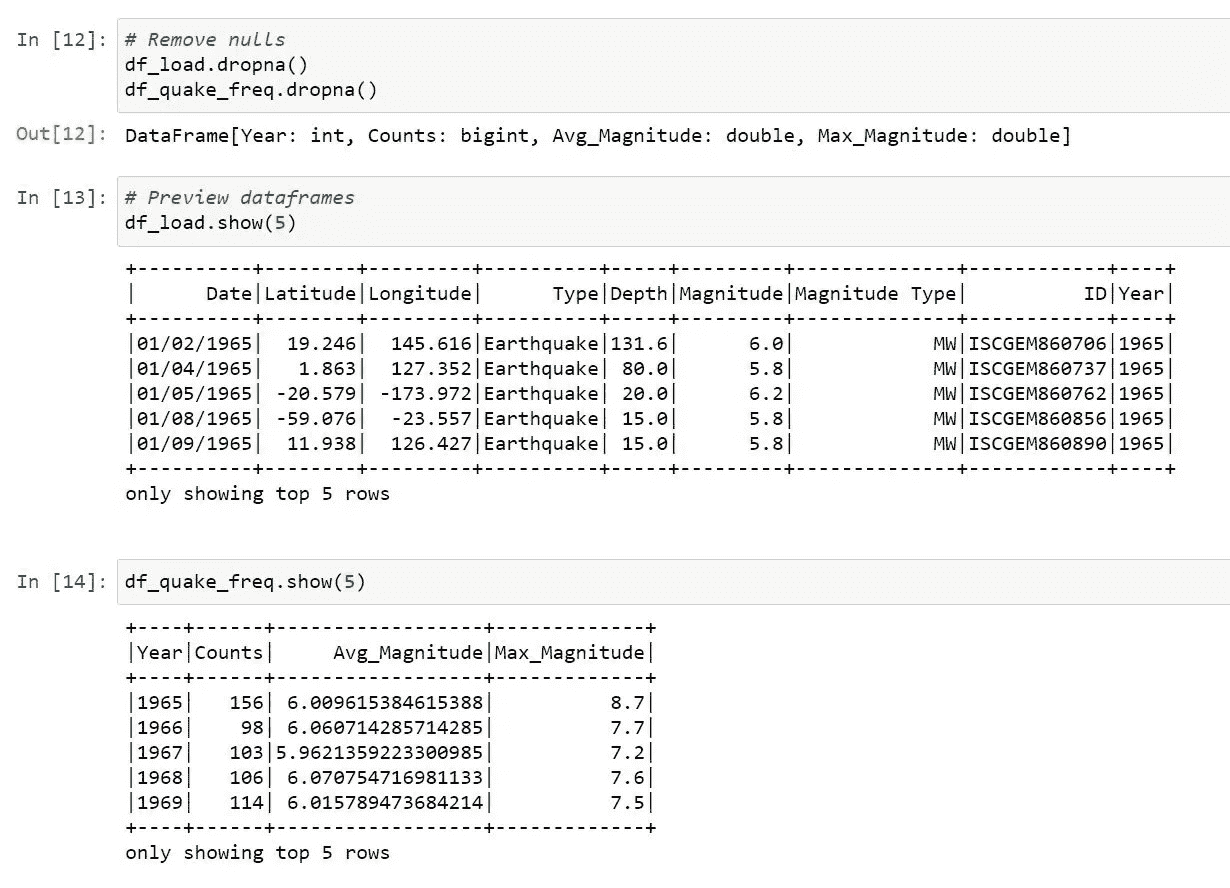 In [12]: # Remove nulls
df_load.dropna()
df_quake_freq.dropna()
Out[12]: DataFrame[Year: int, Counts: bigint, Avg_Magnitude: double, Max_Magnitude: double]
In [13]: # Preview dataframes
df_load.show(5)
+----------+--------+---------+----------+-----+---------+--------------+------------+----+
|      Date|Latitude|Longitude|      Type|Depth|Magnitude|Magnitude Type|          ID|Year|
+----------+--------+---------+----------+-----+---------+--------------+------------+----+
|01/02/1965|  19.246|  145.616|Earthquake|131.6|      6.0|            MW|ISCGEM860706|1965|
|01/04/1965|   1.863|  127.352|Earthquake| 80.0|      5.8|            MW|ISCGEM860737|1965|
|01/05/1965| -20.579| -173.972|Earthquake| 20.0|      6.2|            MW|ISCGEM860762|1965|
|01/08/1965| -59.076|  -23.557|Earthquake| 15.0|      5.8|            MW|ISCGEM860856|1965|
|01/09/1965|  11.938|  126.427|Earthquake| 15.0|      5.8|            MW|ISCGEM860890|1965|
+----------+--------+---------+----------+-----+---------+--------------+------------+----+
only showing top 5 rows
In [14]: df_quake_freq.show(5)
+----+------+------------------+-------------+
|Year|Counts|     Avg_Magnitude|Max_Magnitude|
+----+------+------------------+-------------+
|1965|   156| 6.009615384615388|          8.7|
|1966|    98| 6.060714285714285|          7.7|
|1967|   103|5.9621359223300985|          7.2|
|1968|   106| 6.070754716981133|          7.6|
|1969|   114| 6.015789473684214|          7.5|
+----+------+------------------+-------------+
only showing top 5 rows